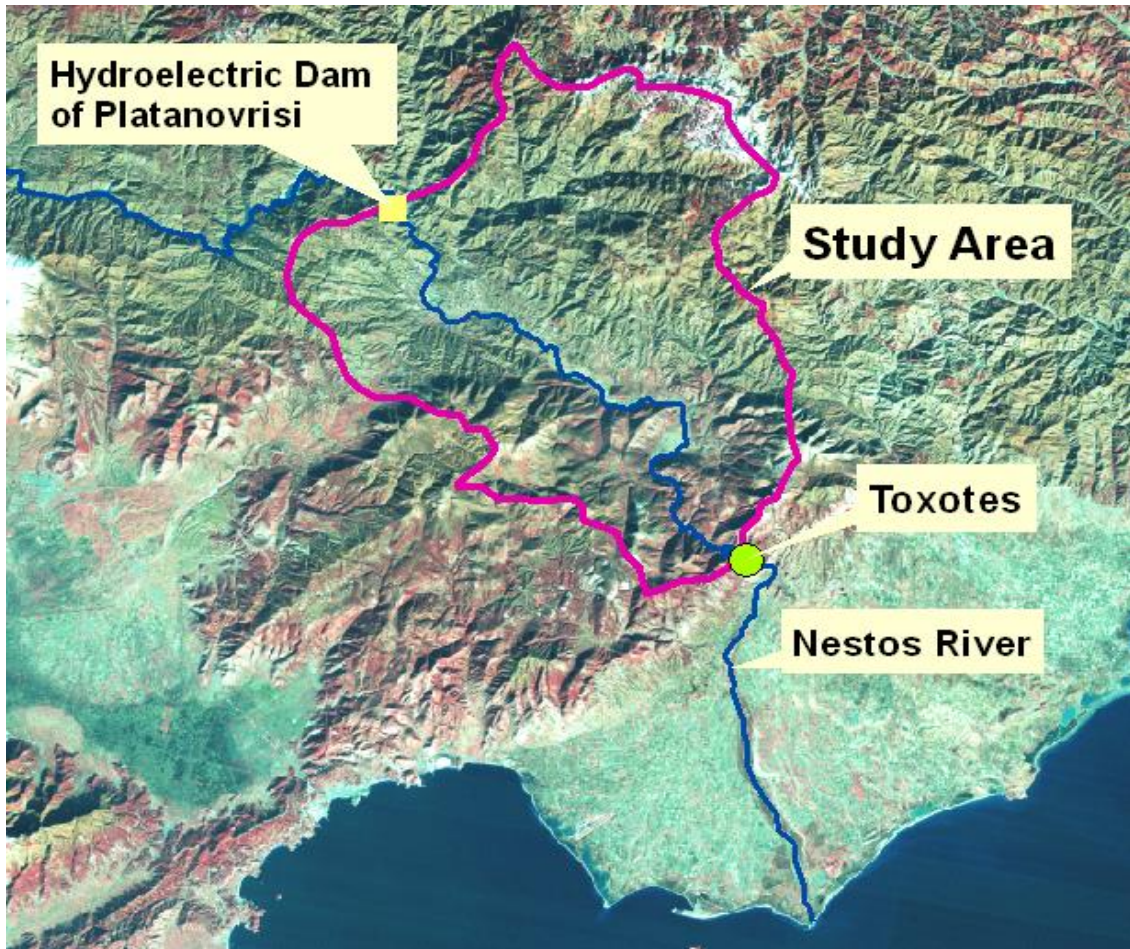 Hydroelectric Dam
of Platanovrisi
Study Area
Toxotes
Nestos River